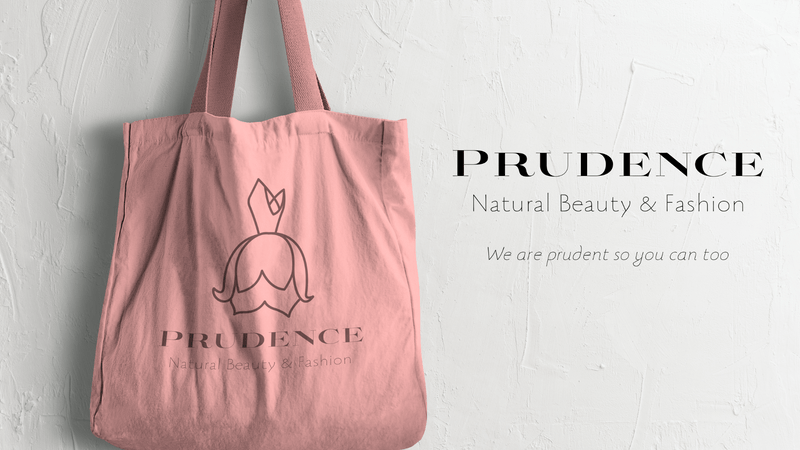 PRUDENCE
Natural Beauty & Fashion
PRUDENCE
Natural Beauty & Fashion
We are prudent so you can too